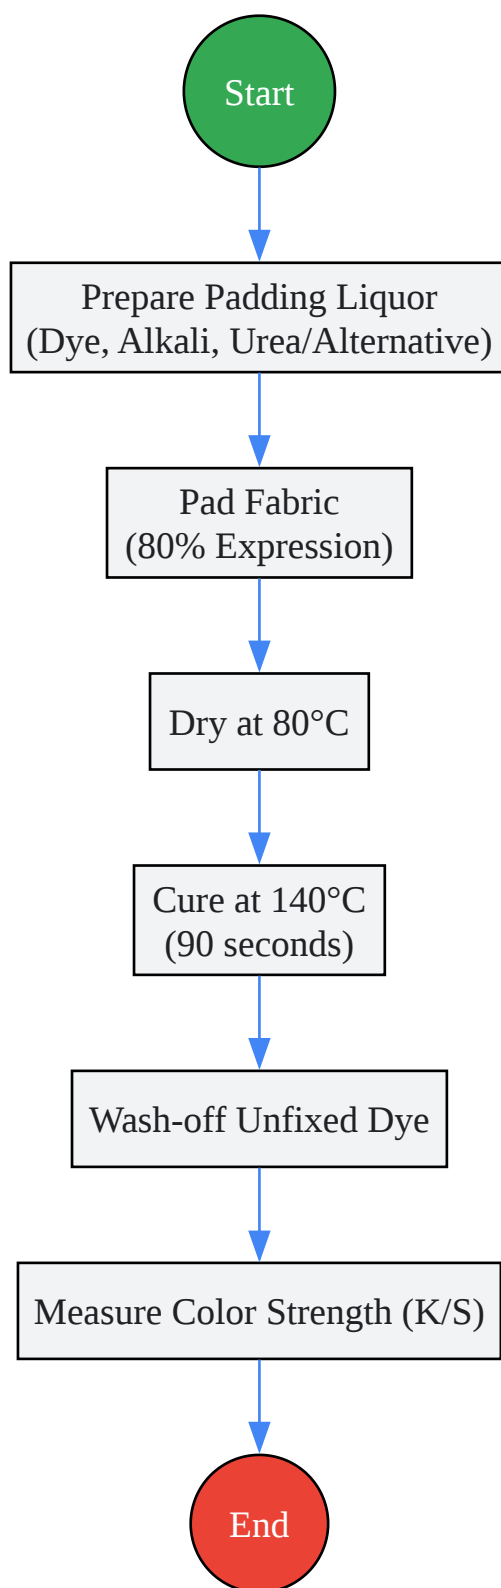 Start
Prepare Padding Liquor
(Dye, Alkali, Urea/Alternative)
Pad Fabric
(80% Expression)
Dry at 80°C
Cure at 140°C
(90 seconds)
Wash-off Unfixed Dye
Measure Color Strength (K/S)
End